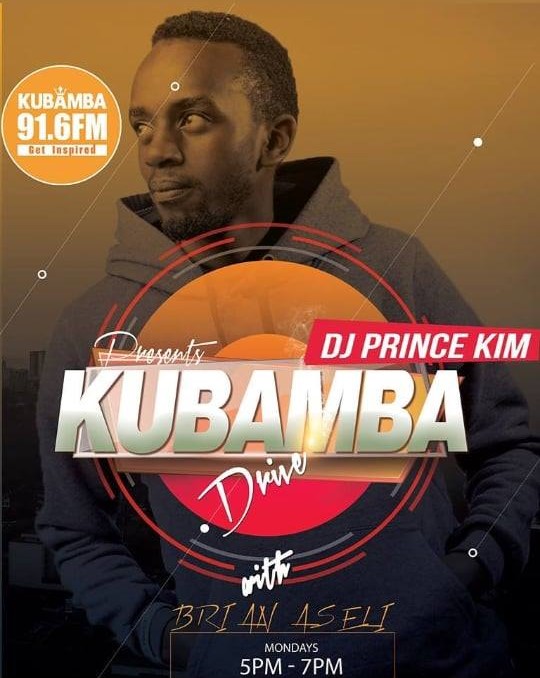 KUBAMBA
91.6FM
Get Inspired
DJ PRINCE KIM
Presents
KUBAMBA
Drive
with
BRIAN ASELI
MONDAYS
5PM - 7PM